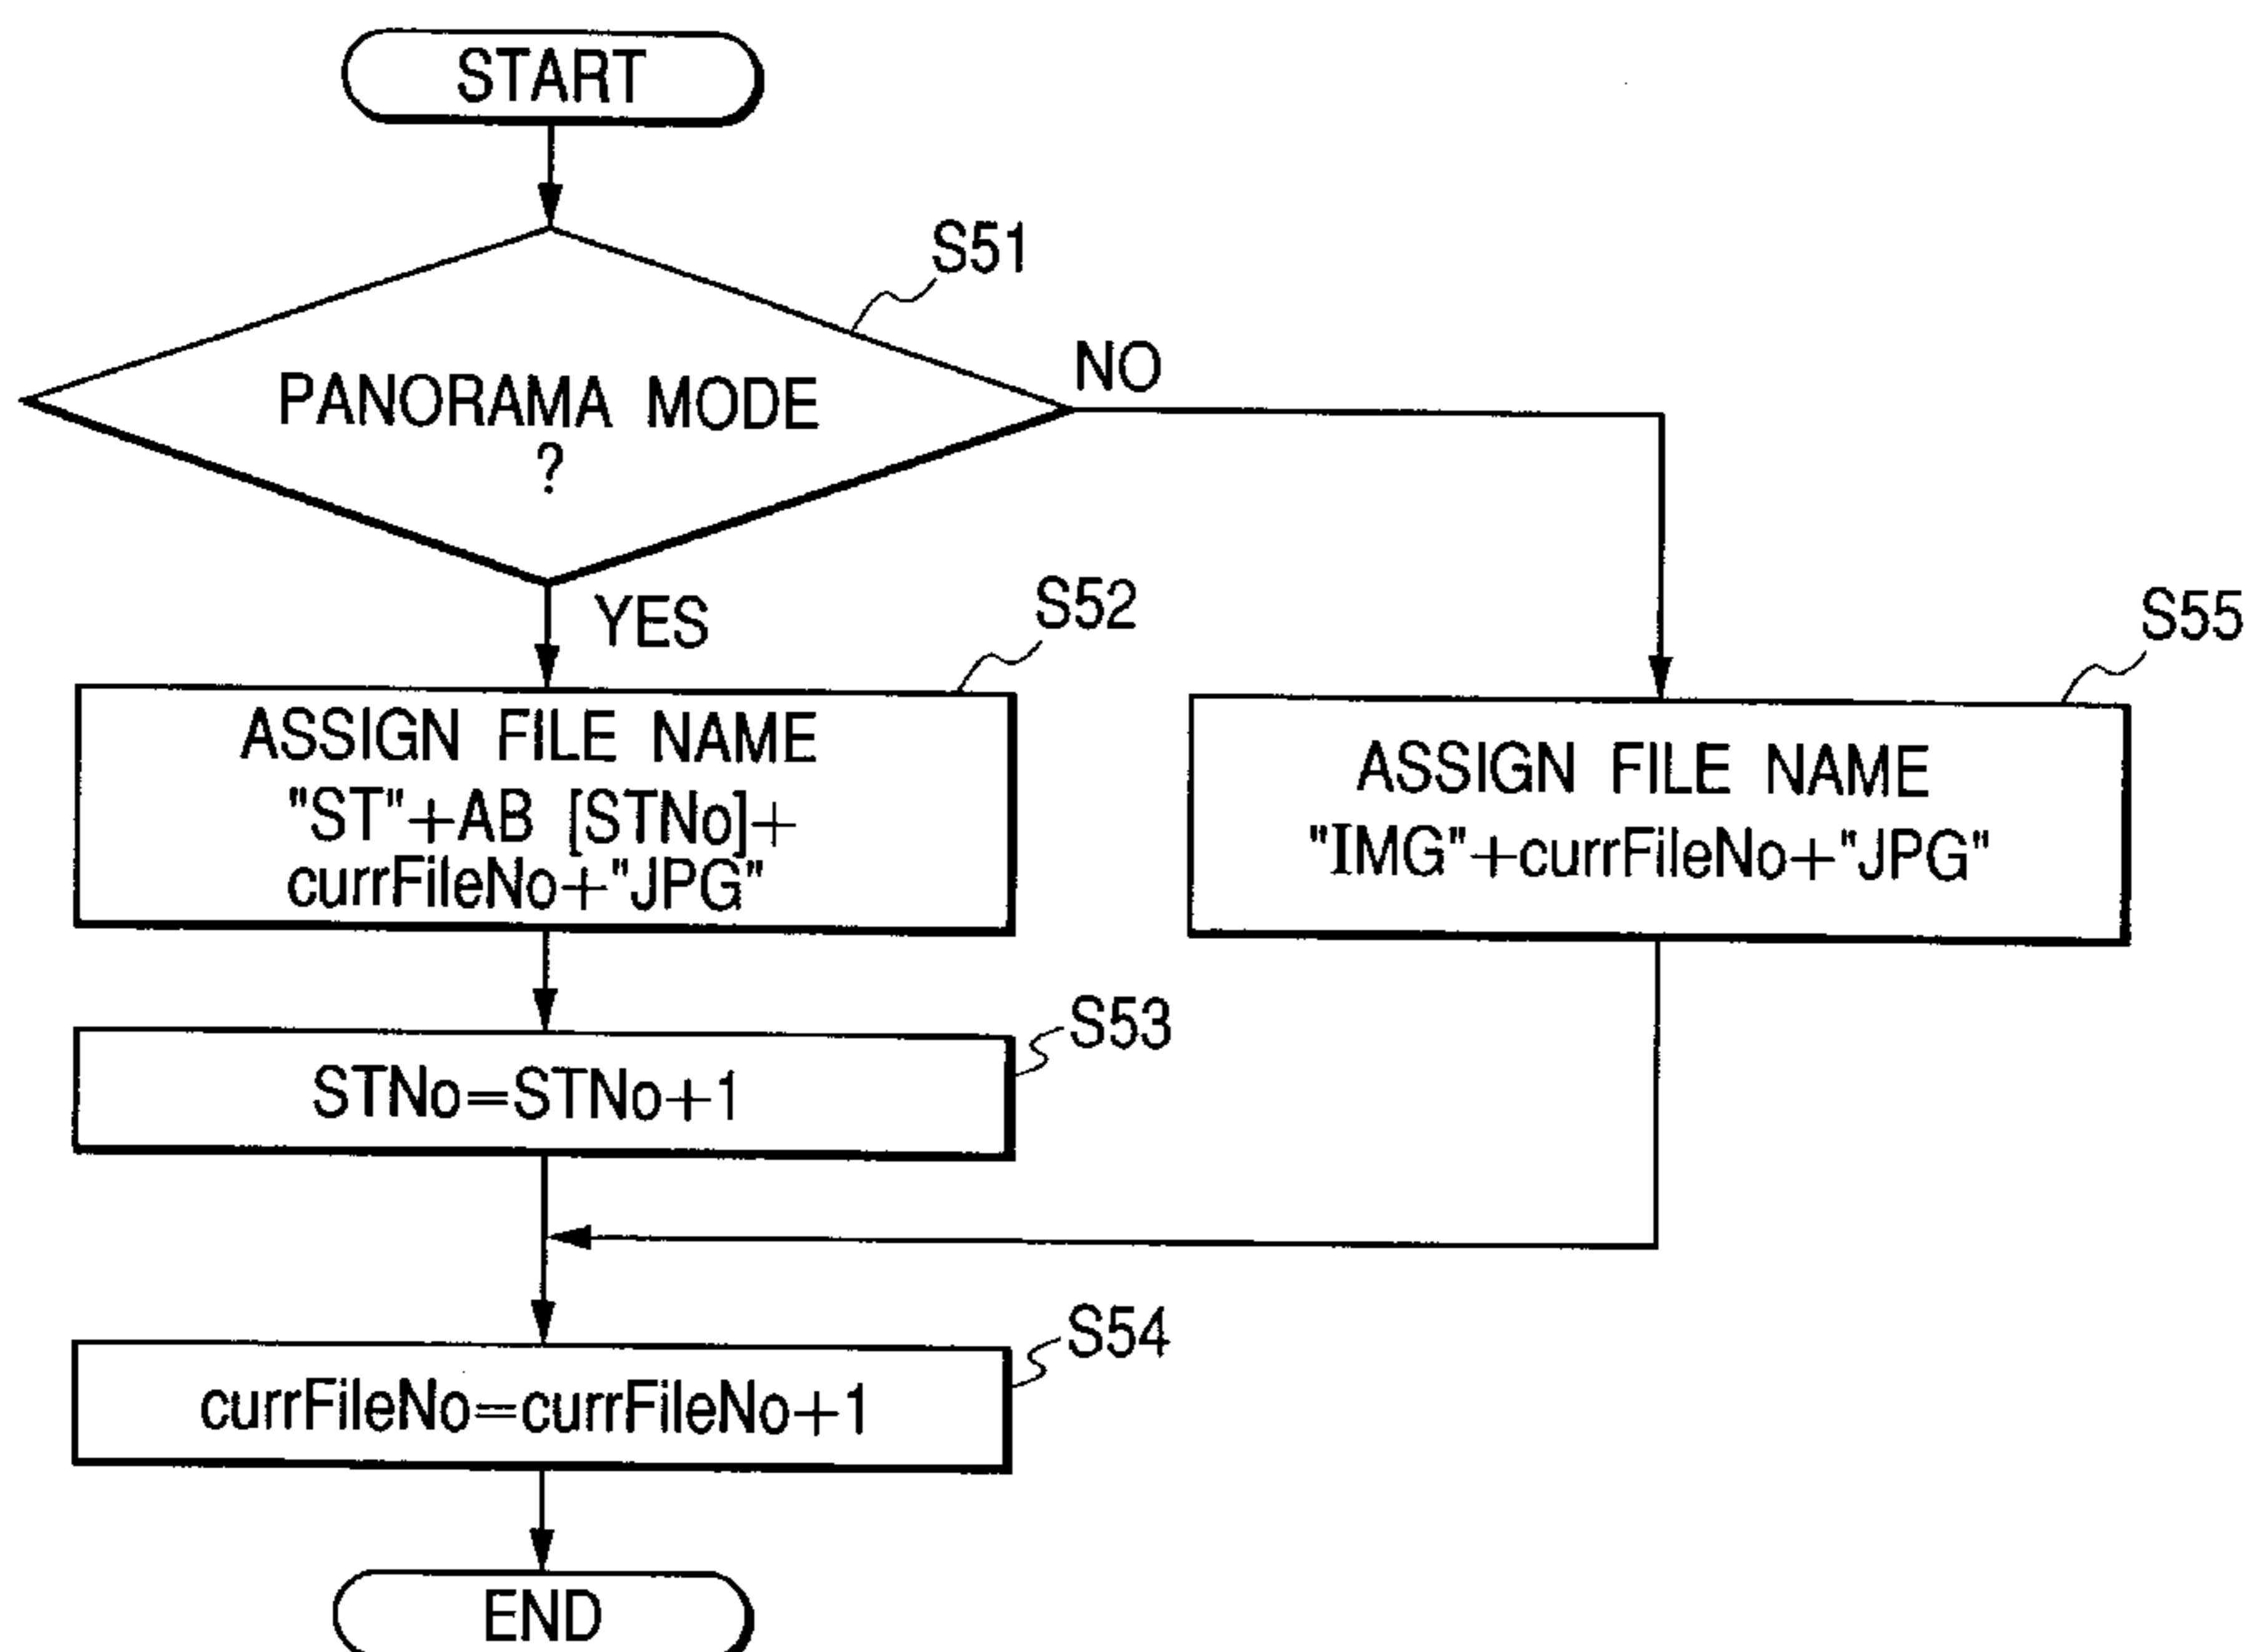 START
S51
PANORAMA MODE
?
NO
YES
S52
ASSIGN FILE NAME
"ST"+AB [STNo]+
currFileNo+"JPG"
S55
ASSIGN FILE NAME
"IMG"+currFileNo+"JPG"
S53
STNo=STNo+1
S54
currFileNo=currFileNo+1
END